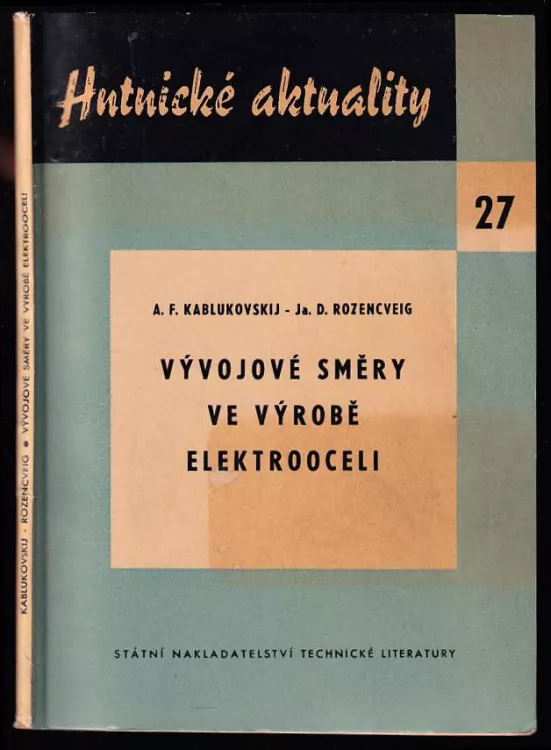 Hutnické aktuality
27
A. F. KABLUKOVSKIJ - Ja. D. ROZENCVEIG
VÝVOJOVÉ SMĚRY
VE VÝROBĚ
ELEKTROOCELI
STÁTNÍ NAKLADATELSTVÍ TECHNICKÉ LITERATURY
KABLUKOVSKIJ - ROZENCVEIG • VÝVOJOVÉ SMĚRY VE VÝROBĚ ELEKTROOCELI